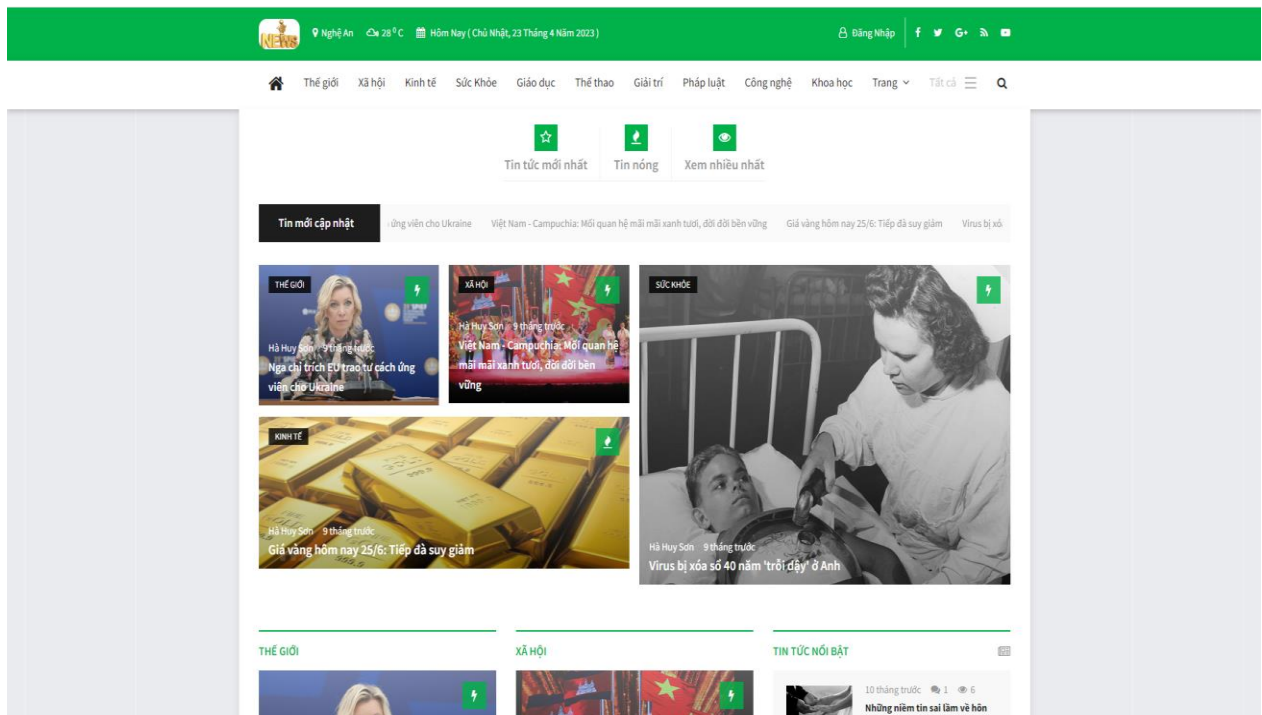 NEWS
Nghệ An 28⁰C Hôm Nay ( Chủ Nhật, 23 Tháng 4 Năm 2023 ) Đăng Nhập
Thế giới Xã hội Kinh tế Sức Khỏe Giáo dục Thể thao Giải trí Pháp luật Công nghệ Khoa học Trang Tất cả
Tin tức mới nhất Tin nóng Xem nhiều nhất
Tin mới cập nhật ứng viên cho Ukraine Việt Nam - Campuchia: Mối quan hệ mãi mãi xanh tươi, đời đời bền vững Giá vàng hôm nay 25/6: Tiếp đà suy giảm Virus bị xó
THẾ GIỚI
Hà Huy Sơn 9 tháng trước
Nga chỉ trích EU trao tư cách ứng
viên cho Ukraine
XÃ HỘI
Hà Huy Sơn 9 tháng trước
Việt Nam - Campuchia: Mối quan hệ
mãi mãi xanh tươi, đời đời bền
vững
SỨC KHỎE
Hà Huy Sơn 9 tháng trước
Virus bị xóa sổ 40 năm 'trỗi dậy' ở Anh
KINH TẾ
Hà Huy Sơn 9 tháng trước
Giá vàng hôm nay 25/6: Tiếp đà suy giảm
THẾ GIỚI
XÃ HỘI
TIN TỨC NỔI BẬT
10 tháng trước 1 6
Những niềm tin sai lầm về hôn